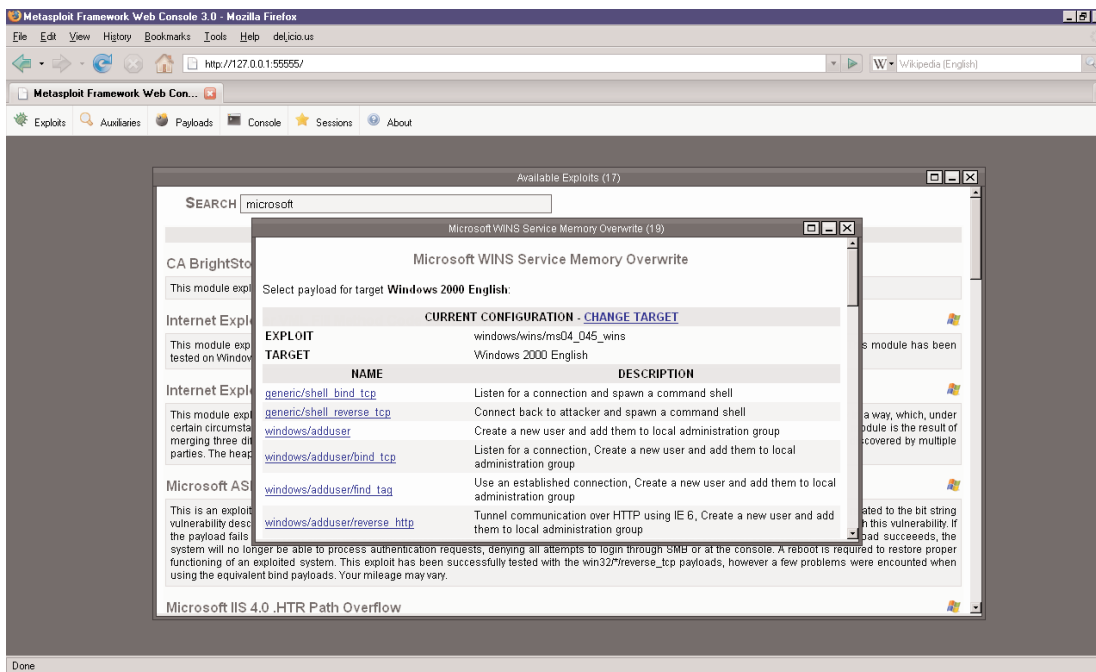 Metasploit Framework Web Console 3.0 - Mozilla Firefox
File Edit View History Bookmarks Tools Help del.icio.us
http://127.0.0.1:55555/
W Wikipedia (English)
Metasploit Framework Web Con...
Exploits Auxiliaries Payloads Console Sessions About
Available Exploits (17)
SEARCH microsoft
Microsoft WINS Service Memory Overwrite (19)
CA BrightSto
This module expl
Internet Expl
This module exp
s module has been
tested on Window
Internet Expl
This module expl
a way, which, under
certain circumsta
odule is the result of
merging three dif
scovered by multiple
parties. The heap
Microsoft AS
This is an exploit
ated to the bit string
vulnerability desc
h this vulnerability. If
the payload fails
oad succeeds, the
system will no longer be able to process authentication requests, denying all attempts to login through SMB or at the console. A reboot is required to restore proper
functioning of an exploited system. This exploit has been successfully tested with the win32/*/reverse_tcp payloads, however a few problems were encounted when
using the equivalent bind payloads. Your mileage may vary.
Microsoft IIS 4.0 .HTR Path Overflow
Microsoft WINS Service Memory Overwrite
Select payload for target Windows 2000 English:
CURRENT CONFIGURATION - CHANGE TARGET
EXPLOIT windows/wins/ms04_045_wins
TARGET Windows 2000 English
NAME DESCRIPTION
generic/shell_bind_tcp Listen for a connection and spawn a command shell
generic/shell_reverse_tcp Connect back to attacker and spawn a command shell
windows/adduser Create a new user and add them to local administration group
windows/adduser/bind_tcp Listen for a connection, Create a new user and add them to local
administration group
windows/adduser/find_tag Use an established connection, Create a new user and add them to local
administration group
windows/adduser/reverse_http Tunnel communication over HTTP using IE 6, Create a new user and add
them to local administration group
Done